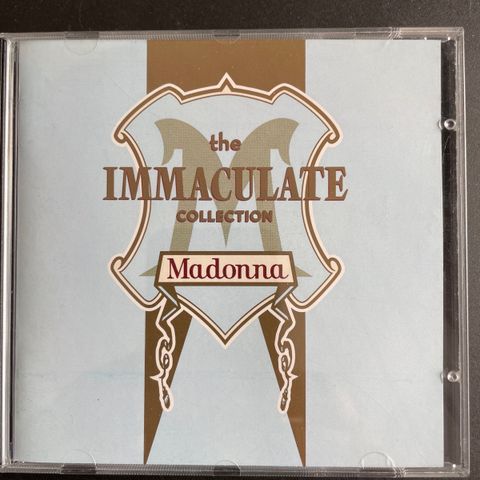 the
IMMACULATE
COLLECTION
Madonna